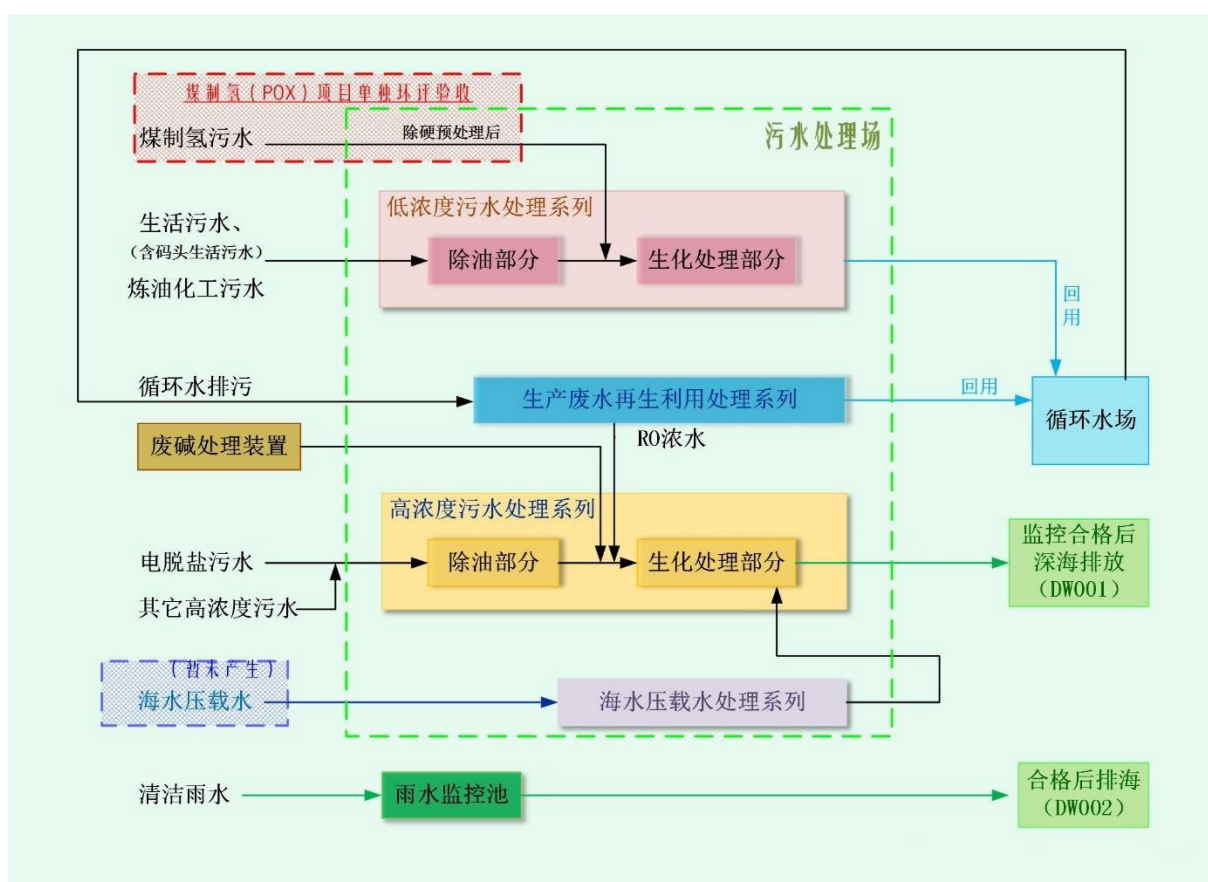 煤制氢（POX）项目单独环评验收
煤制氢污水
除硬预处理后
污水处理场
低浓度污水处理系列
生活污水、
（含码头生活污水）
炼油化工污水
除油部分
生化处理部分
回
用
循环水排污
生产废水再生利用处理系列
回用
循环水场
RO浓水
废碱处理装置
高浓度污水处理系列
电脱盐污水
其它高浓度污水
除油部分
生化处理部分
监控合格后
深海排放
（DW001）
（暂未产生）
海水压载水
海水压载水处理系列
清洁雨水
雨水监控池
合格后排海
（DW002）